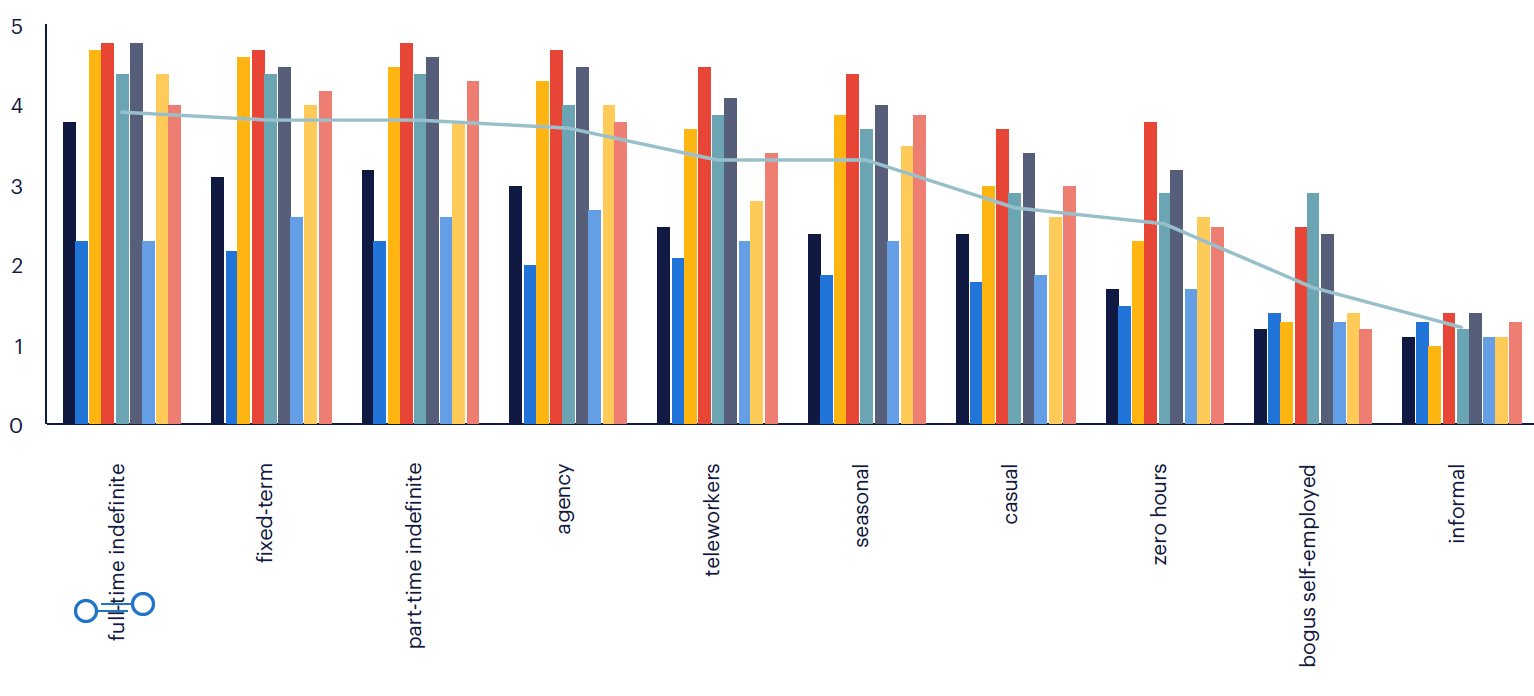 5
4
3
2
1
0
full-time indefinite
fixed-term
part-time indefinite
agency
teleworkers
seasonal
casual
zero hours
bogus self-employed
informal